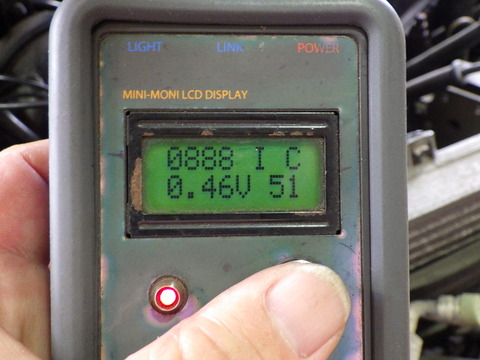 LIGHT LINK POWER
MINI-MONI LCD DISPLAY
0888 I C
0.46V 51